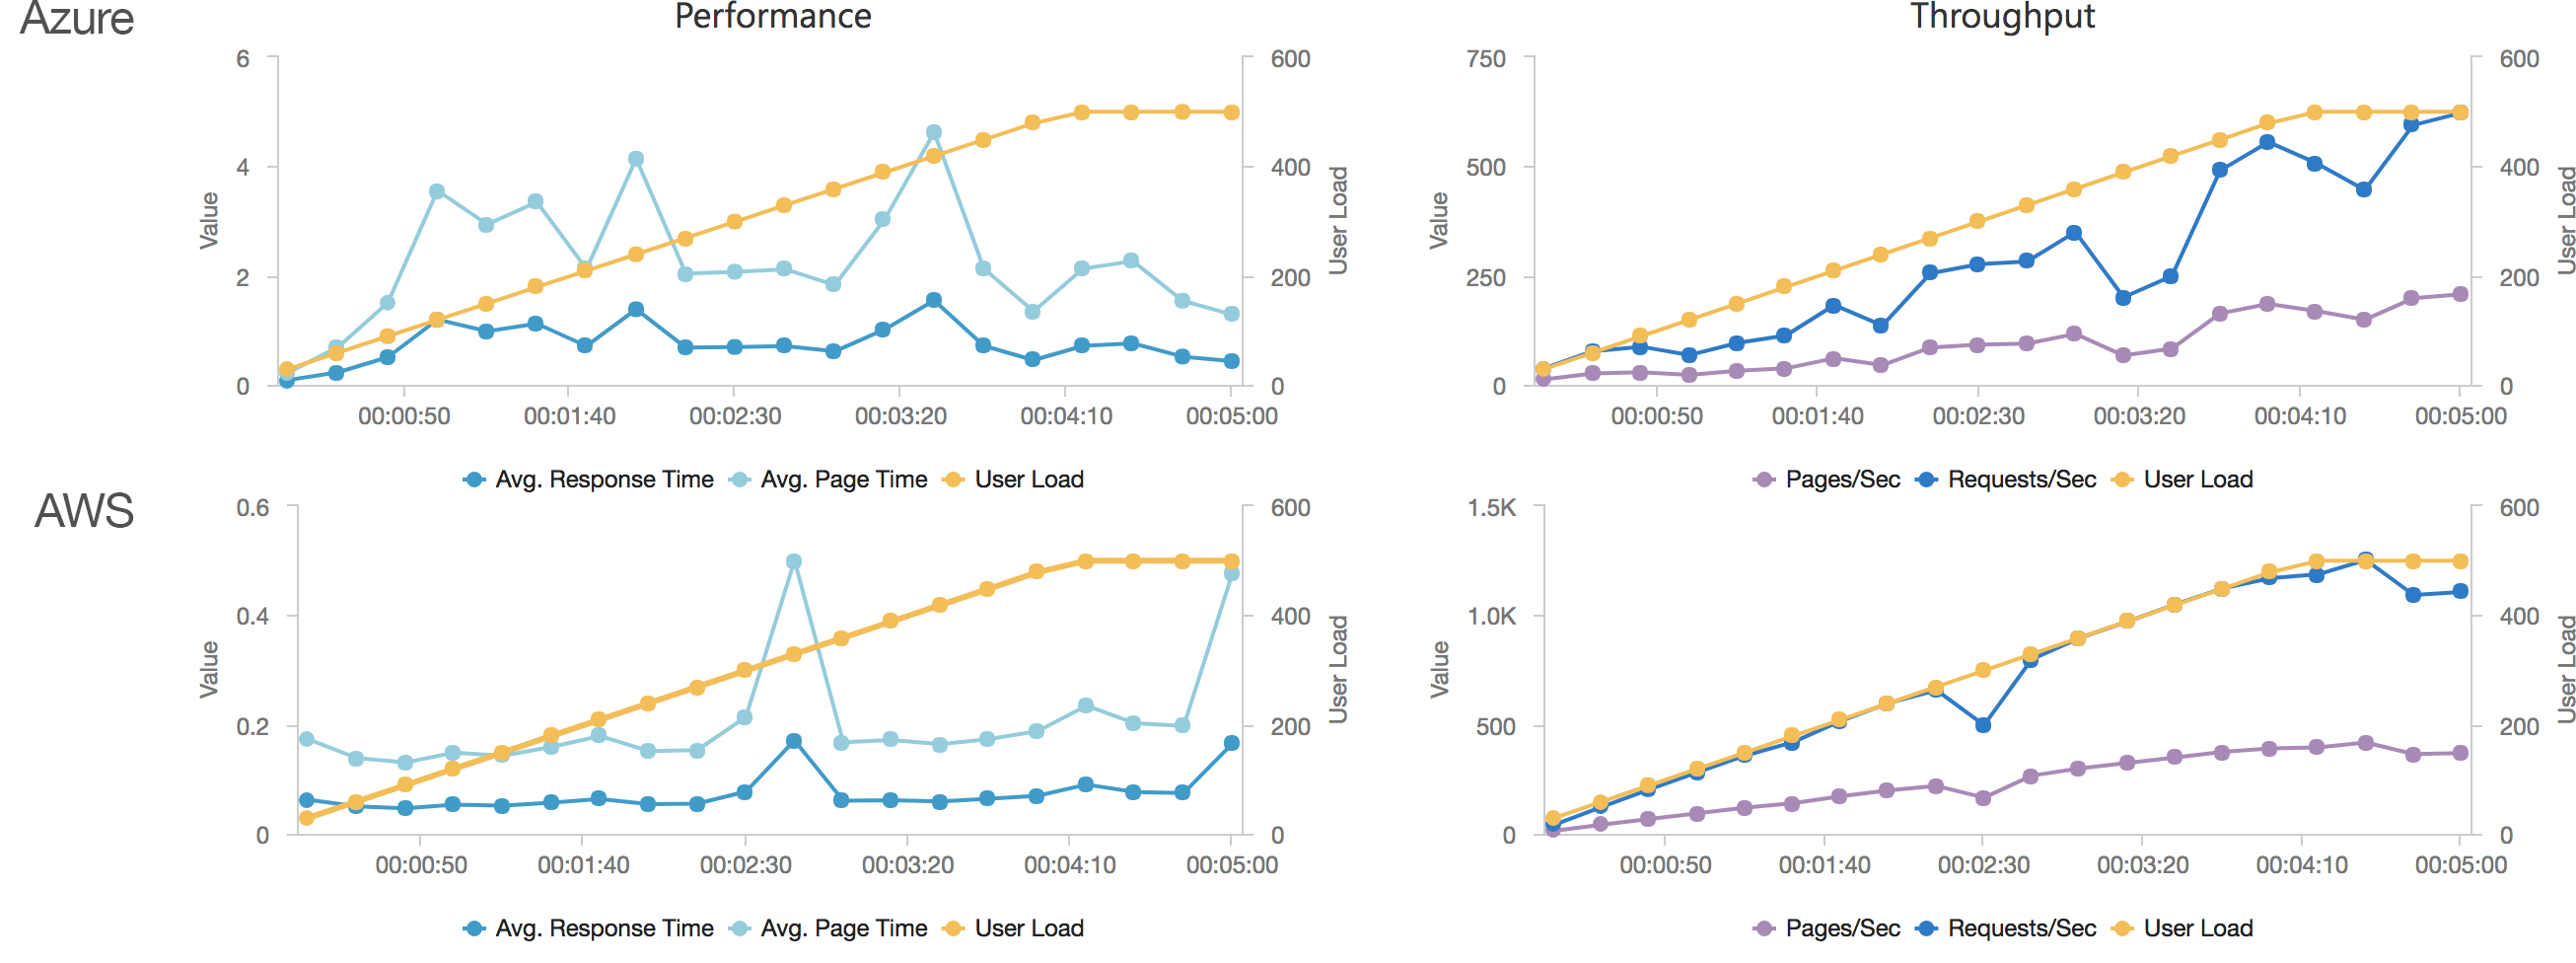 Azure
Performance
Throughput
6
4
2
0
Value
600
400
200
0
User Load
00:00:50 00:01:40 00:02:30 00:03:20 00:04:10 00:05:00
Avg. Response Time Avg. Page Time User Load
750
500
250
0
Value
600
400
200
0
User Load
00:00:50 00:01:40 00:02:30 00:03:20 00:04:10 00:05:00
Pages/Sec Requests/Sec User Load
AWS
0.6
0.4
0.2
0
Value
600
400
200
0
User Load
00:00:50 00:01:40 00:02:30 00:03:20 00:04:10 00:05:00
Avg. Response Time Avg. Page Time User Load
1.5K
1.0K
500
0
Value
600
400
200
0
User Load
00:00:50 00:01:40 00:02:30 00:03:20 00:04:10 00:05:00
Pages/Sec Requests/Sec User Load